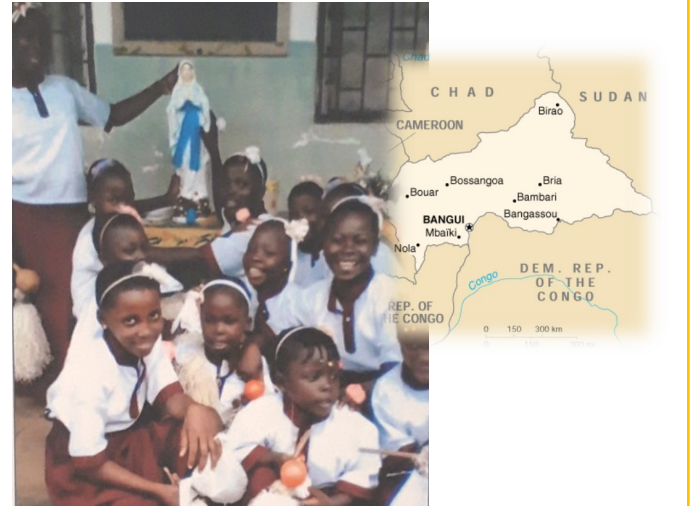 Chad
C H A D
S U D A N
Birao
CAMEROON
Bossangoa
Bria
Bouar
Bambari
BANGUI
Bangassou
Mbaïki
Nola
DEM. REP.
OF THE
CONGO
Congo
REP. OF
THE CONGO
0 150 300 km